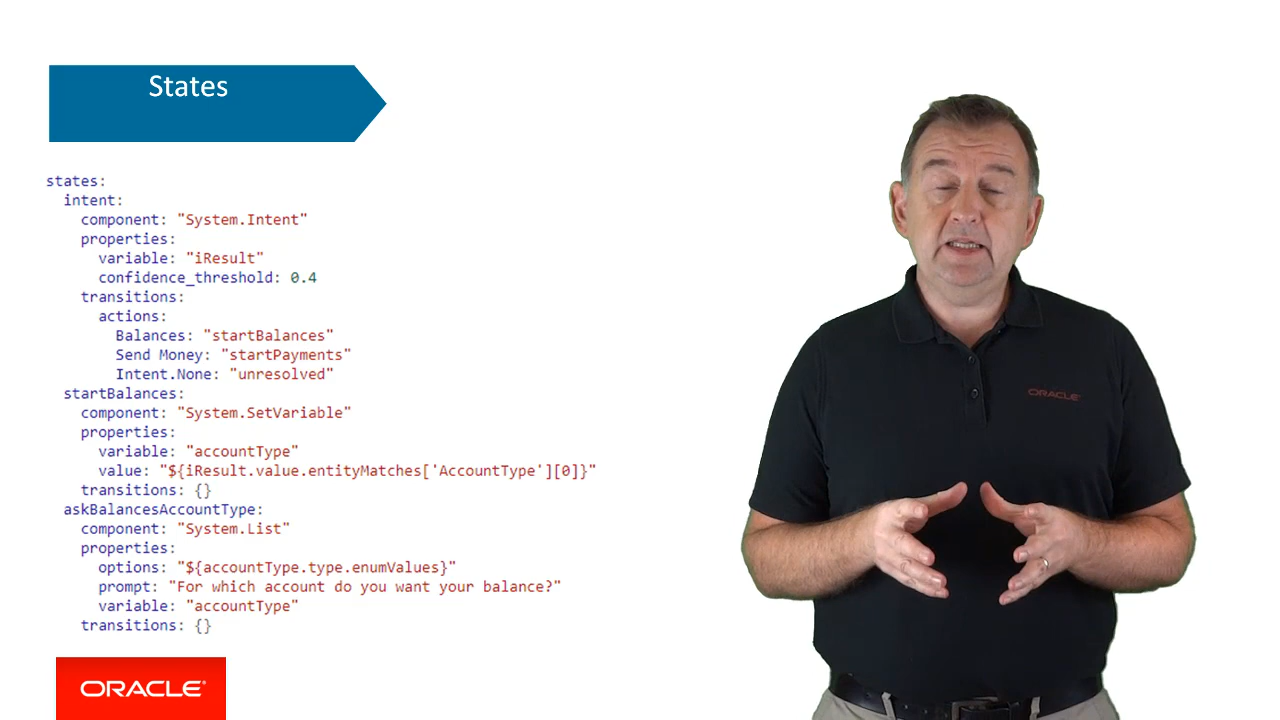 States
states:
intent:
component: "System.Intent"
properties:
variable: "iResult"
confidence_threshold: 0.4
transitions:
actions:
Balances: "startBalances"
Send Money: "startPayments"
Intent.None: "unresolved"
startBalances:
component: "System.SetVariable"
properties:
variable: "accountType"
value: "${iResult.value.entityMatches['AccountType'][0]}"
transitions: {}
askBalancesAccountType:
component: "System.List"
properties:
options: "${accountType.type.enumValues}"
prompt: "For which account do you want your balance?"
variable: "accountType"
transitions: {}
ORACLE®
ORACLE